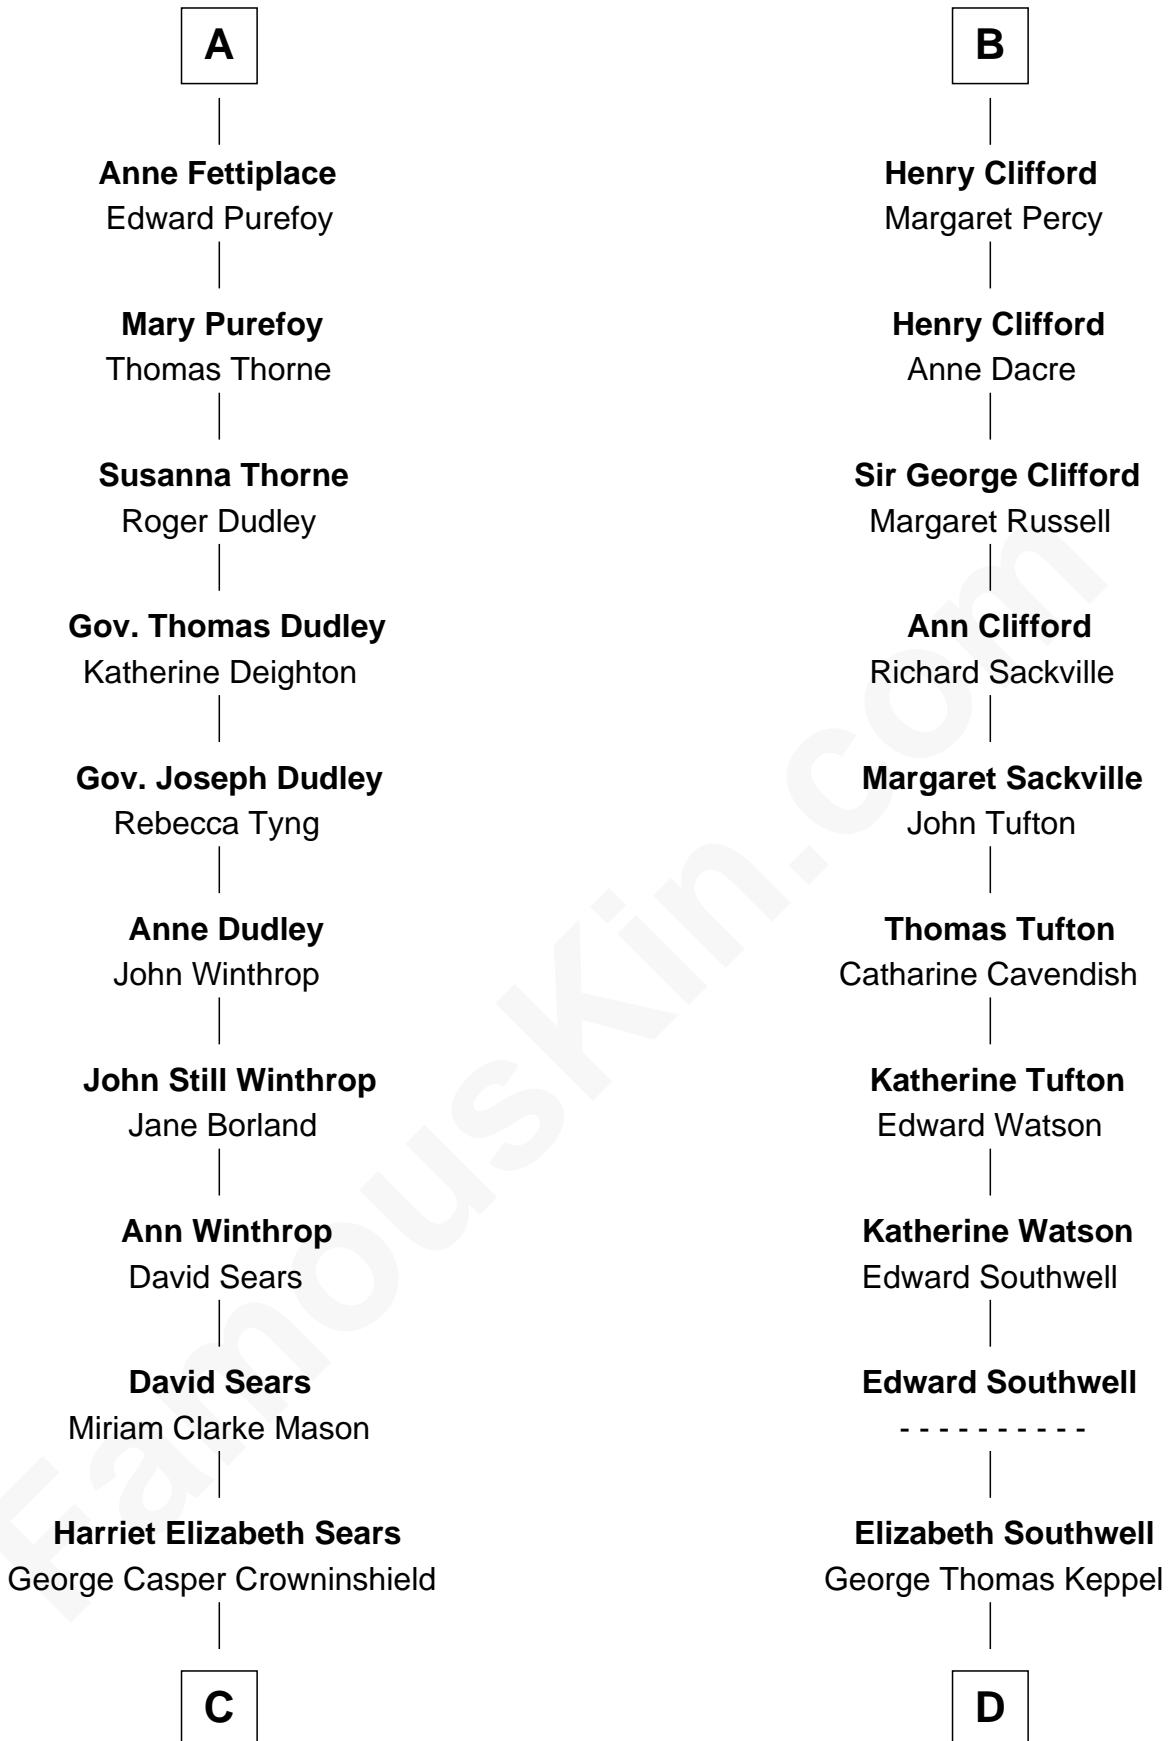 A
Anne Fettiplace
Edward Purefoy
Mary Purefoy
Thomas Thorne
Susanna Thorne
Roger Dudley
Gov. Thomas Dudley
Katherine Deighton
Gov. Joseph Dudley
Rebecca Tyng
Anne Dudley
John Winthrop
John Still Winthrop
Jane Borland
Ann Winthrop
David Sears
David Sears
Miriam Clarke Mason
Harriet Elizabeth Sears
George Casper Crowninshield
C
B
Henry Clifford
Margaret Percy
Henry Clifford
Anne Dacre
Sir George Clifford
Margaret Russell
Ann Clifford
Richard Sackville
Margaret Sackville
John Tufton
Thomas Tufton
Catharine Cavendish
Katherine Tufton
Edward Watson
Katherine Watson
Edward Southwell
Edward Southwell
- - - - - - - - - -
Elizabeth Southwell
George Thomas Keppel
D
FamousKin.com